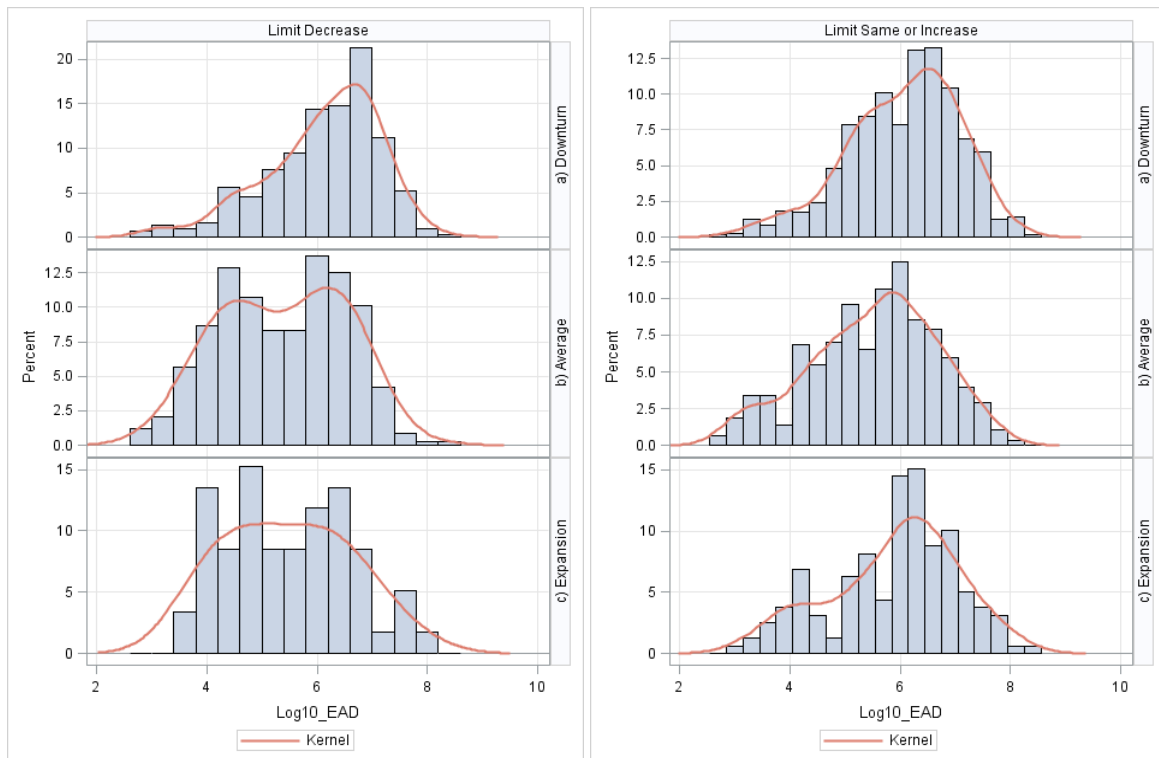 Limit Decrease
20
15
10
5
0
a) Downturn
12.5
10.0
7.5
5.0
2.5
0.0
b) Average
15
10
5
0
c) Expansion
Percent
2 4 6 8 10
Log10_EAD
Kernel
Limit Same or Increase
12.5
10.0
7.5
5.0
2.5
0.0
a) Downturn
12.5
10.0
7.5
5.0
2.5
0.0
b) Average
15
10
5
0
c) Expansion
Percent
2 4 6 8 10
Log10_EAD
Kernel